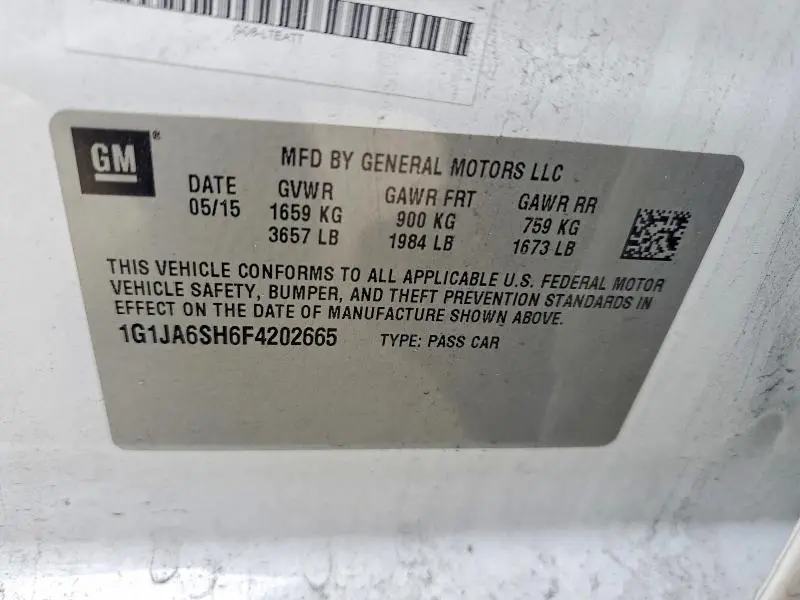 GM®
MFD BY GENERAL MOTORS LLC
DATE GVWR GAWR FRT GAWR RR
05/15 1659 KG 900 KG 759 KG
3657 LB 1984 LB 1673 LB
THIS VEHICLE CONFORMS TO ALL APPLICABLE U.S. FEDERAL MOTOR
VEHICLE SAFETY, BUMPER, AND THEFT PREVENTION STANDARDS IN
EFFECT ON THE DATE OF MANUFACTURE SHOWN ABOVE.
1G1JA6SH6F4202665 TYPE: PASS CAR